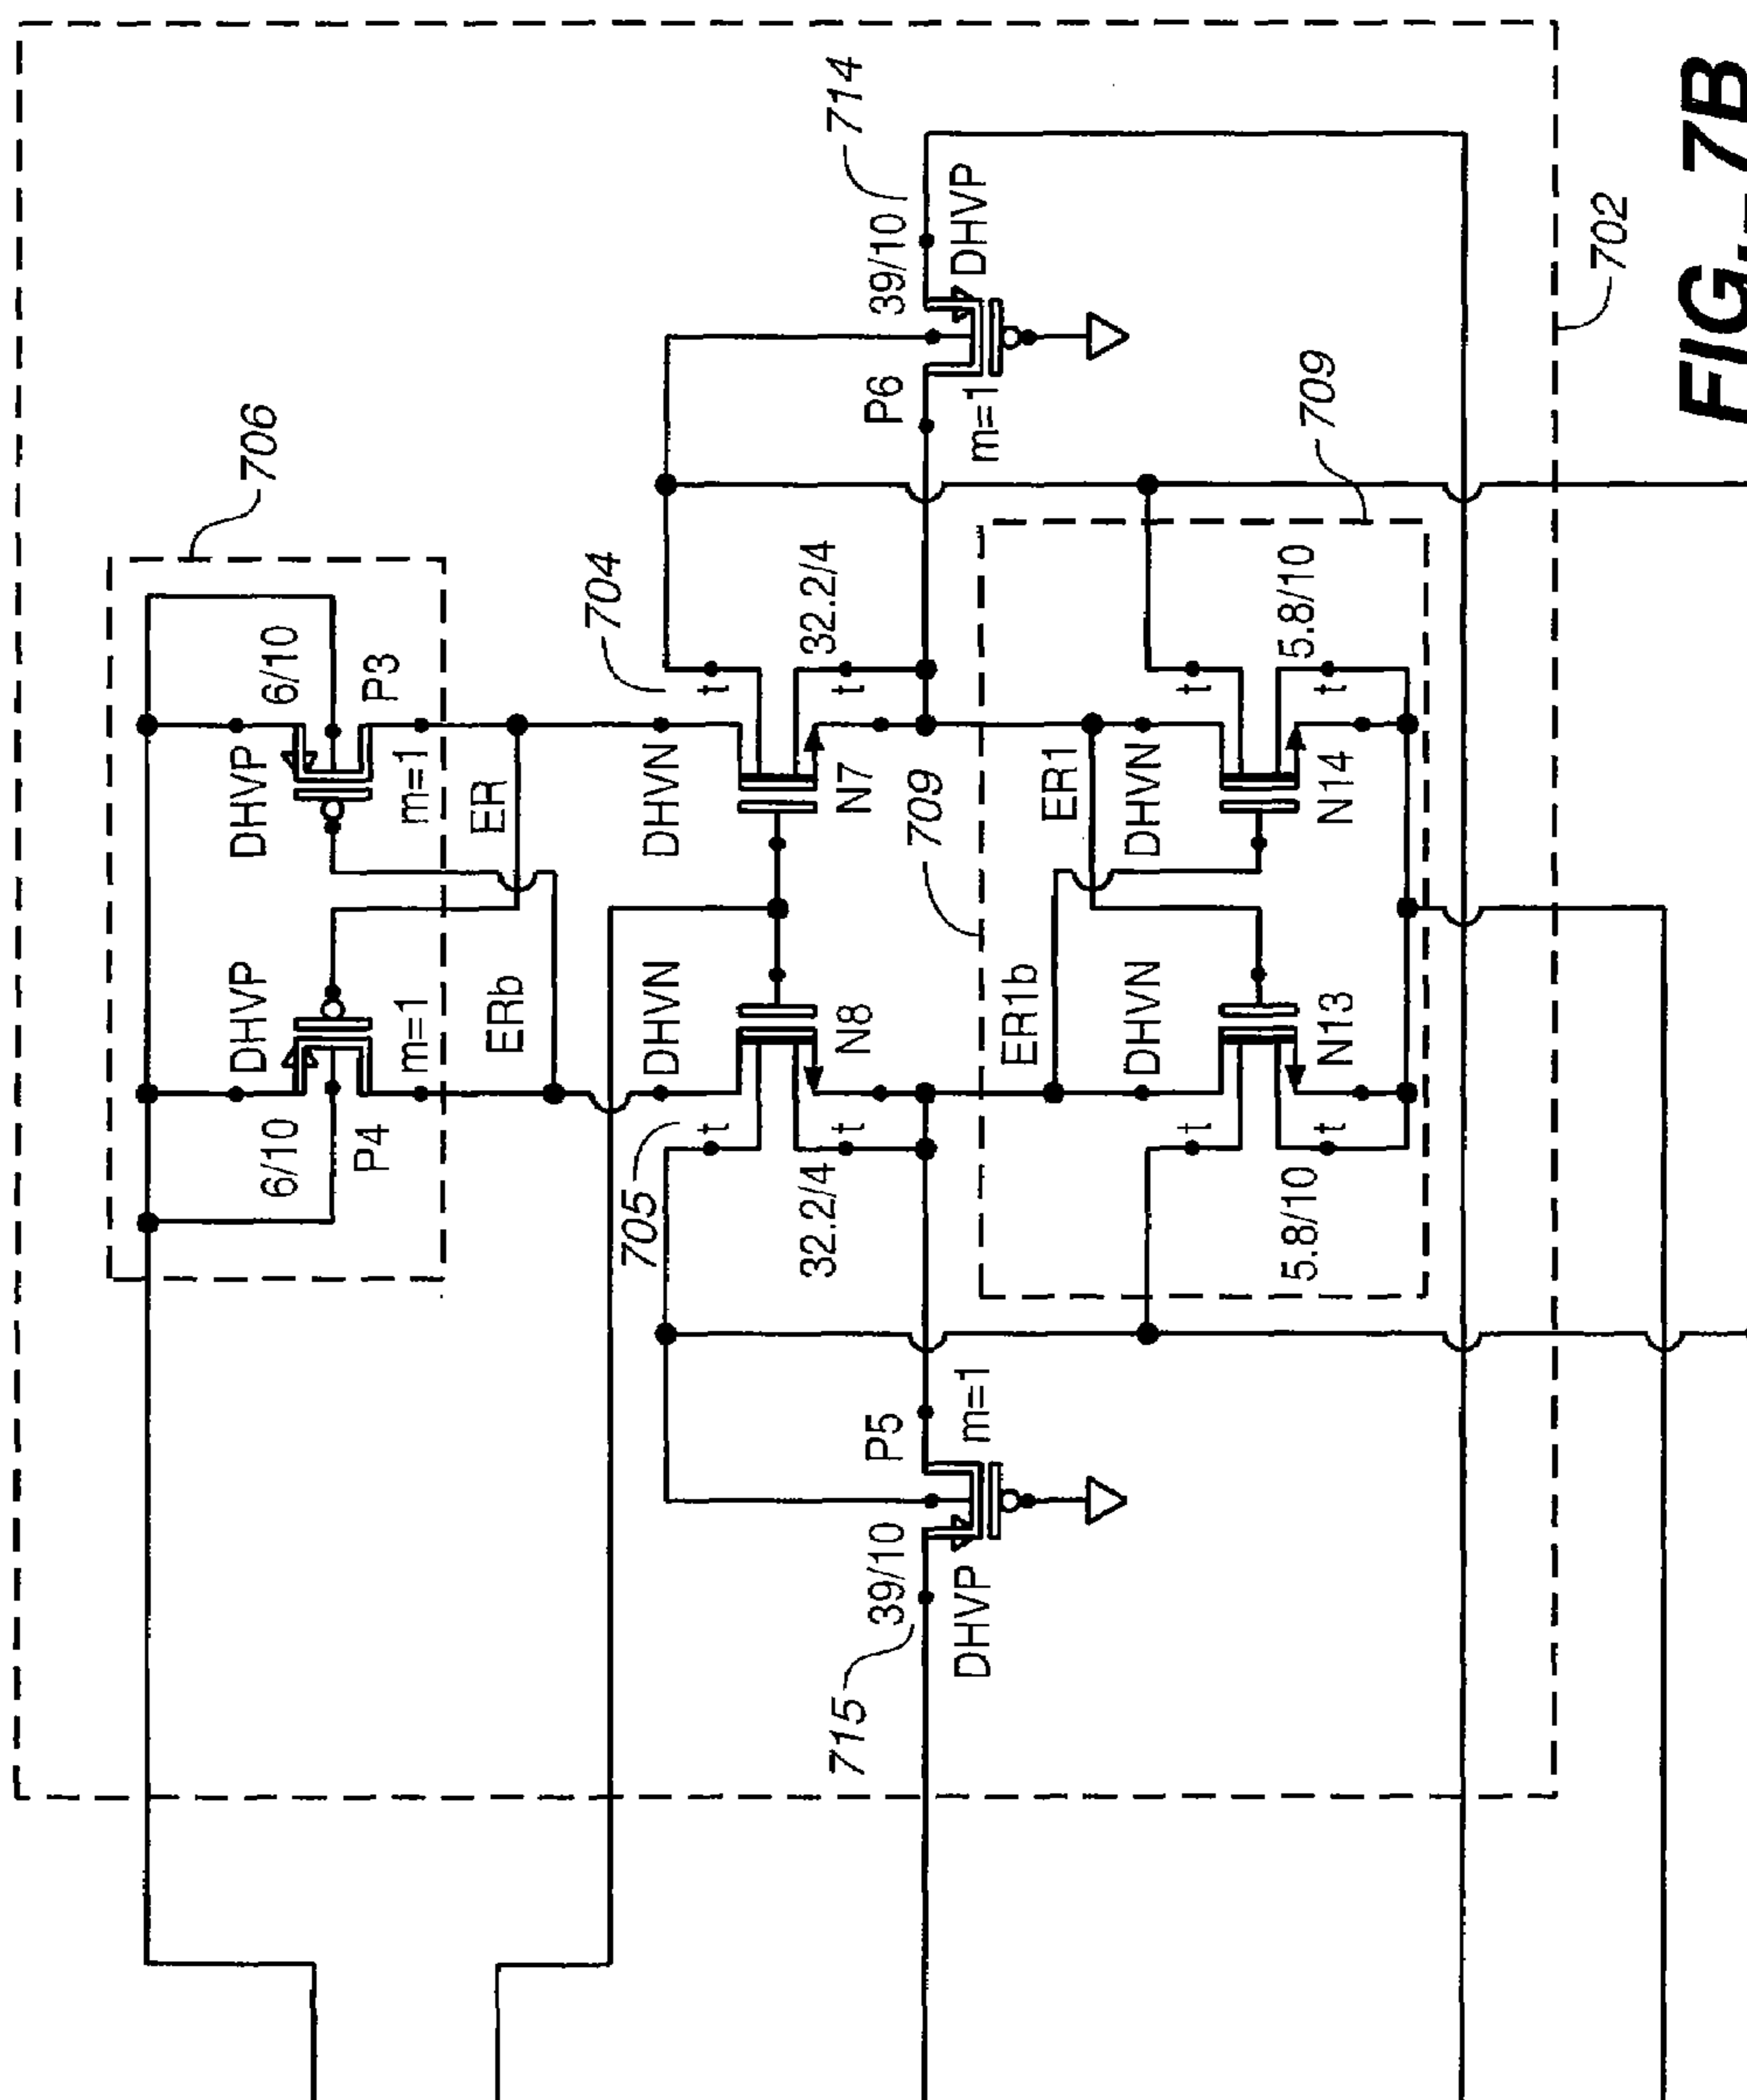 702
706
DHVP
6/10
P4
m=1
DHVP
6/10
P3
m=1
ERb
ER
705
DHVN
t
t
32.2/4
N8
704
DHVN
t
t
32.2/4
N7
715
39/10
P5
DHVP
m=1
714
39/10
P6
DHVP
m=1
709
709
ER1b
ER1
DHVN
t
t
5.8/10
N13
DHVN
t
t
5.8/10
N14
FIG._7B